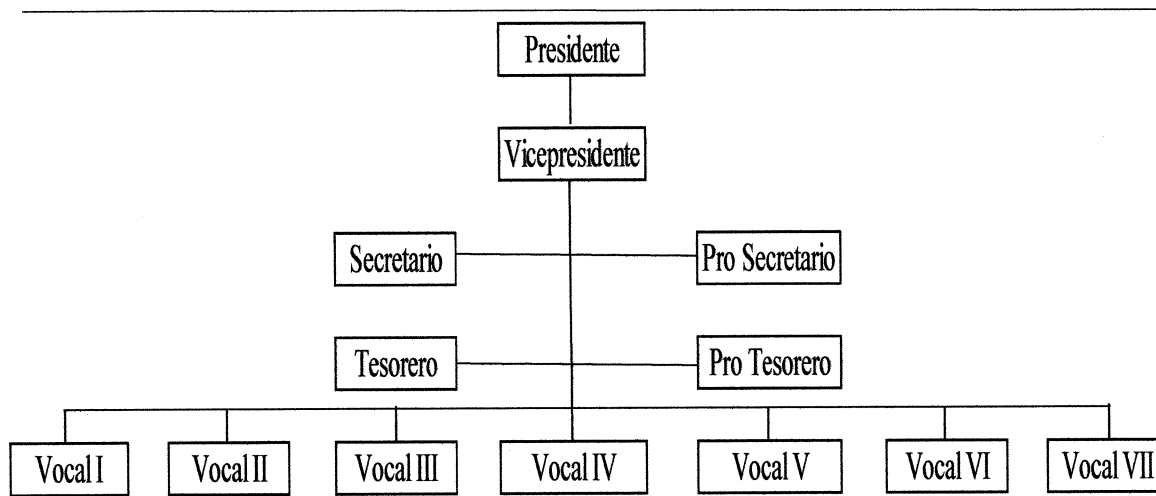 Presidente
Vicepresidente
Secretario
Pro Secretario
Tesorero
Pro Tesorero
Vocal I
Vocal II
Vocal III
Vocal IV
Vocal V
Vocal VI
Vocal VII